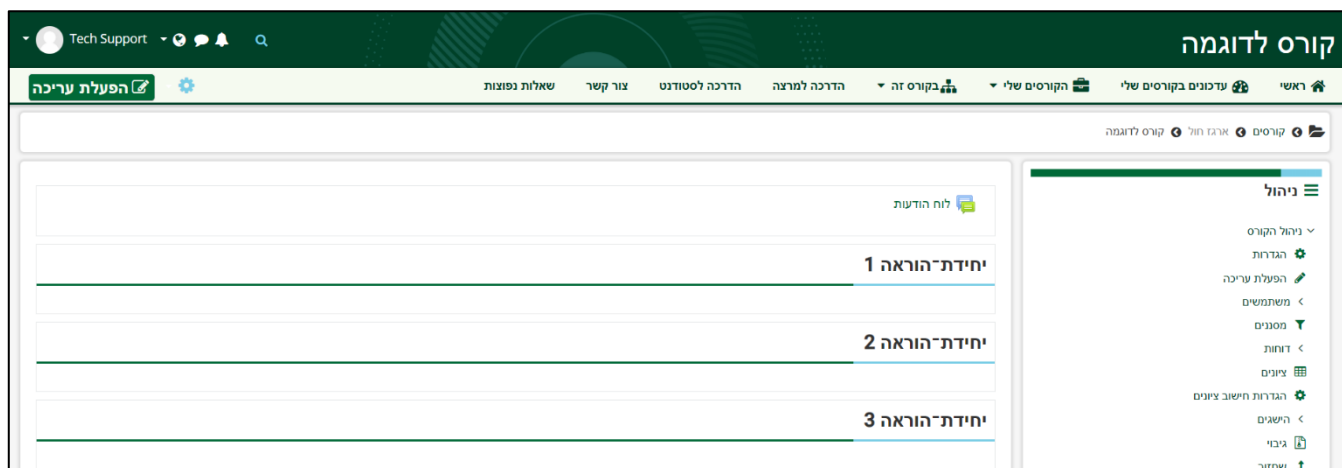 קורס לדוגמה
Tech Support
ראשי
עדכונים בקורסים שלי
הקורסים שלי
בקורס זה
הדרכה למרצה
הדרכה לסטודנט
צור קשר
שאלות נפוצות
הפעלת עריכה
קורסים
ארגז חול
קורס לדוגמה
ניהול
ניהול הקורס
הגדרות
הפעלת עריכה
משתמשים
מסננים
דוחות
ציונים
הגדרות חישוב ציונים
הישגים
גיבוי
לוח הודעות
יחידת־הוראה 1
יחידת־הוראה 2
יחידת־הוראה 3